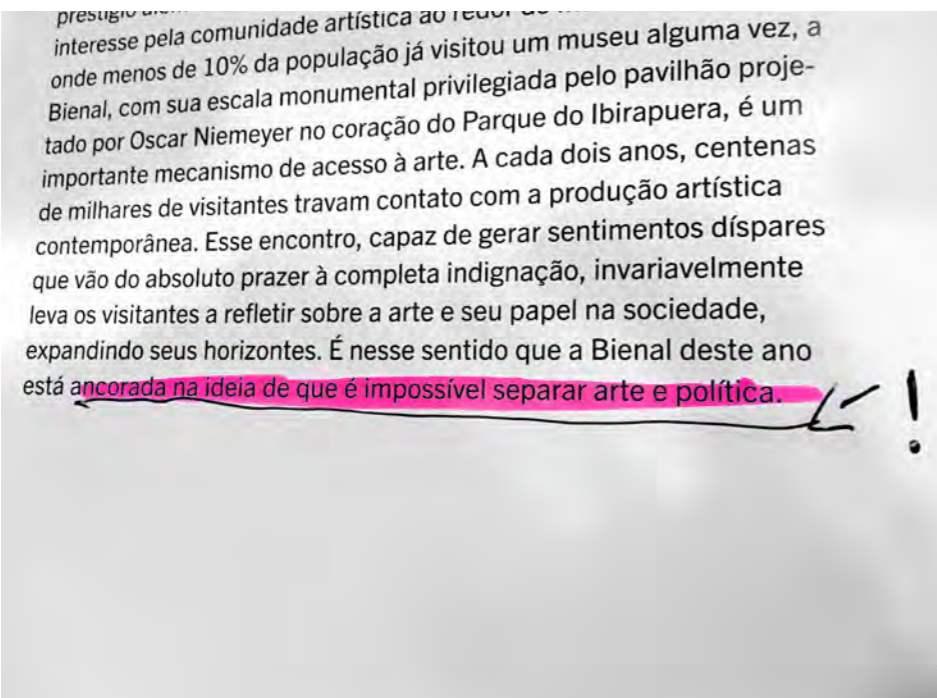 prestígio
interesse pela comunidade artística ao redor
onde menos de 10% da população já visitou um museu alguma vez, a
Bienal, com sua escala monumental privilegiada pelo pavilhão proje-
tado por Oscar Niemeyer no coração do Parque do Ibirapuera, é um
importante mecanismo de acesso à arte. A cada dois anos, centenas
de milhares de visitantes travam contato com a produção artística
contemporânea. Esse encontro, capaz de gerar sentimentos díspares
que vão do absoluto prazer à completa indignação, invariavelmente
leva os visitantes a refletir sobre a arte e seu papel na sociedade,
expandindo seus horizontes. É nesse sentido que a Bienal deste ano
está ancorada na ideia de que é impossível separar arte e política.
!